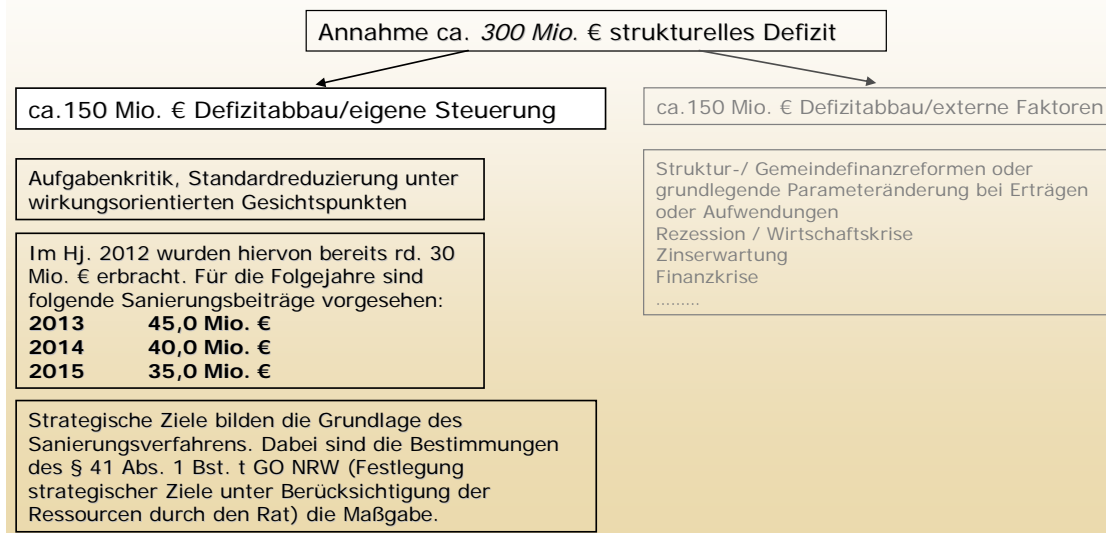 Annahme ca. 300 Mio. € strukturelles Defizit
ca.150 Mio. € Defizitabbau/eigene Steuerung
Aufgabenkritik, Standardreduzierung unter
wirkungsorientierten Gesichtspunkten
Im Hj. 2012 wurden hiervon bereits rd. 30
Mio. € erbracht. Für die Folgejahre sind
folgende Sanierungsbeiträge vorgesehen:
2013 45,0 Mio. €
2014 40,0 Mio. €
2015 35,0 Mio. €
Strategische Ziele bilden die Grundlage des
Sanierungsverfahrens. Dabei sind die Bestimmungen
des § 41 Abs. 1 Bst. t GO NRW (Festlegung
strategischer Ziele unter Berücksichtigung der
Ressourcen durch den Rat) die Maßgabe.
ca.150 Mio. € Defizitabbau/externe Faktoren
Struktur-/ Gemeindefinanzreformen oder
grundlegende Parameteränderung bei Erträgen
oder Aufwendungen
Rezession / Wirtschaftskrise
Zinserwartung
Finanzkrise
.........